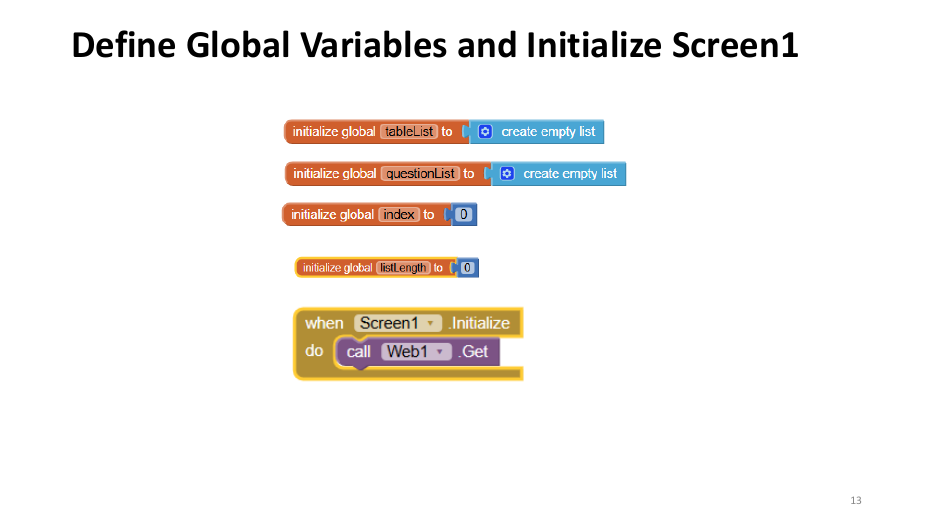 Define Global Variables and Initialize Screen1
initialize global tableList to create empty list
initialize global questionList to create empty list
initialize global index to 0
initialize global listLength to 0
when Screen1 .Initialize
do call Web1 .Get
13